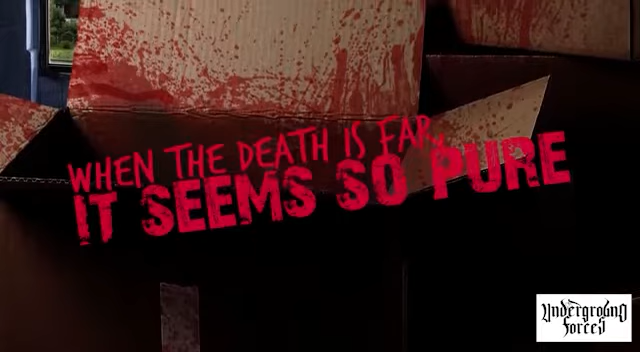 WHEN THE DEATH IS FAR,
IT SEEMS SO PURE
Underground
forces